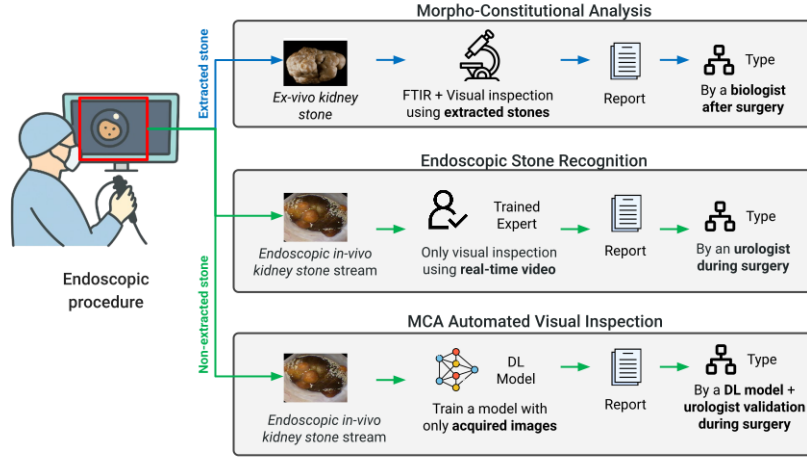 Morpho-Constitutional Analysis
Extracted stone
Ex-vivo kidney
stone
FTIR + Visual inspection
using extracted stones
Report
Type
By a biologist
after surgery
Endoscopic
procedure
Endoscopic Stone Recognition
Endoscopic in-vivo
kidney stone stream
Trained
Expert
Only visual inspection
using real-time video
Report
Type
By an urologist
during surgery
Non-extracted stone
MCA Automated Visual Inspection
Endoscopic in-vivo
kidney stone stream
DL
Model
Train a model with
only acquired images
Report
Type
By a DL model +
urologist validation
during surgery